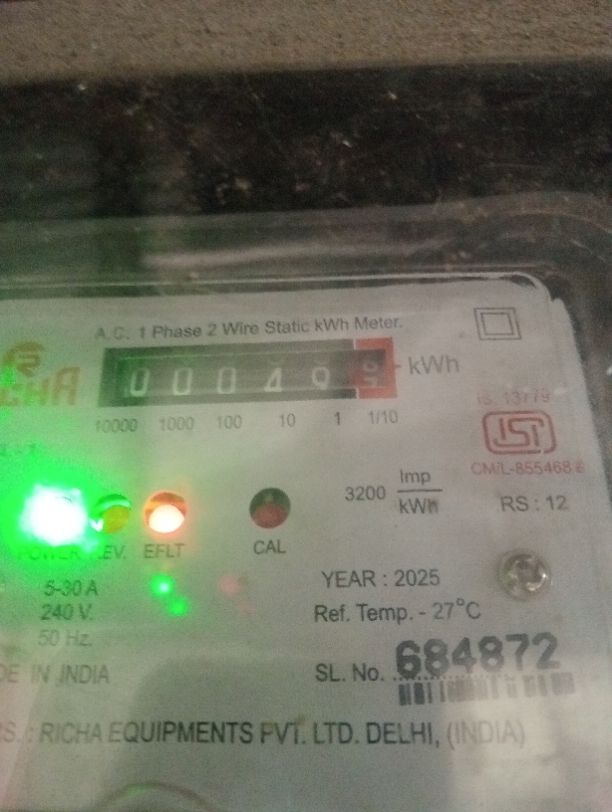 A.C. 1 Phase 2 Wire Static kWh Meter.
RICHA
0 0 0 4 9
kWh
10000 1000 100 10 1 1/10
IS. 13779
ISI
CM/L-855468
3200 Imp/kWh
RS : 12
POWER REV. EFLT CAL
5-30 A
240 V.
50 Hz.
YEAR : 2025
Ref. Temp. - 27°C
IN INDIA
SL. No. 684872
RICHA EQUIPMENTS PVT. LTD. DELHI, (INDIA)